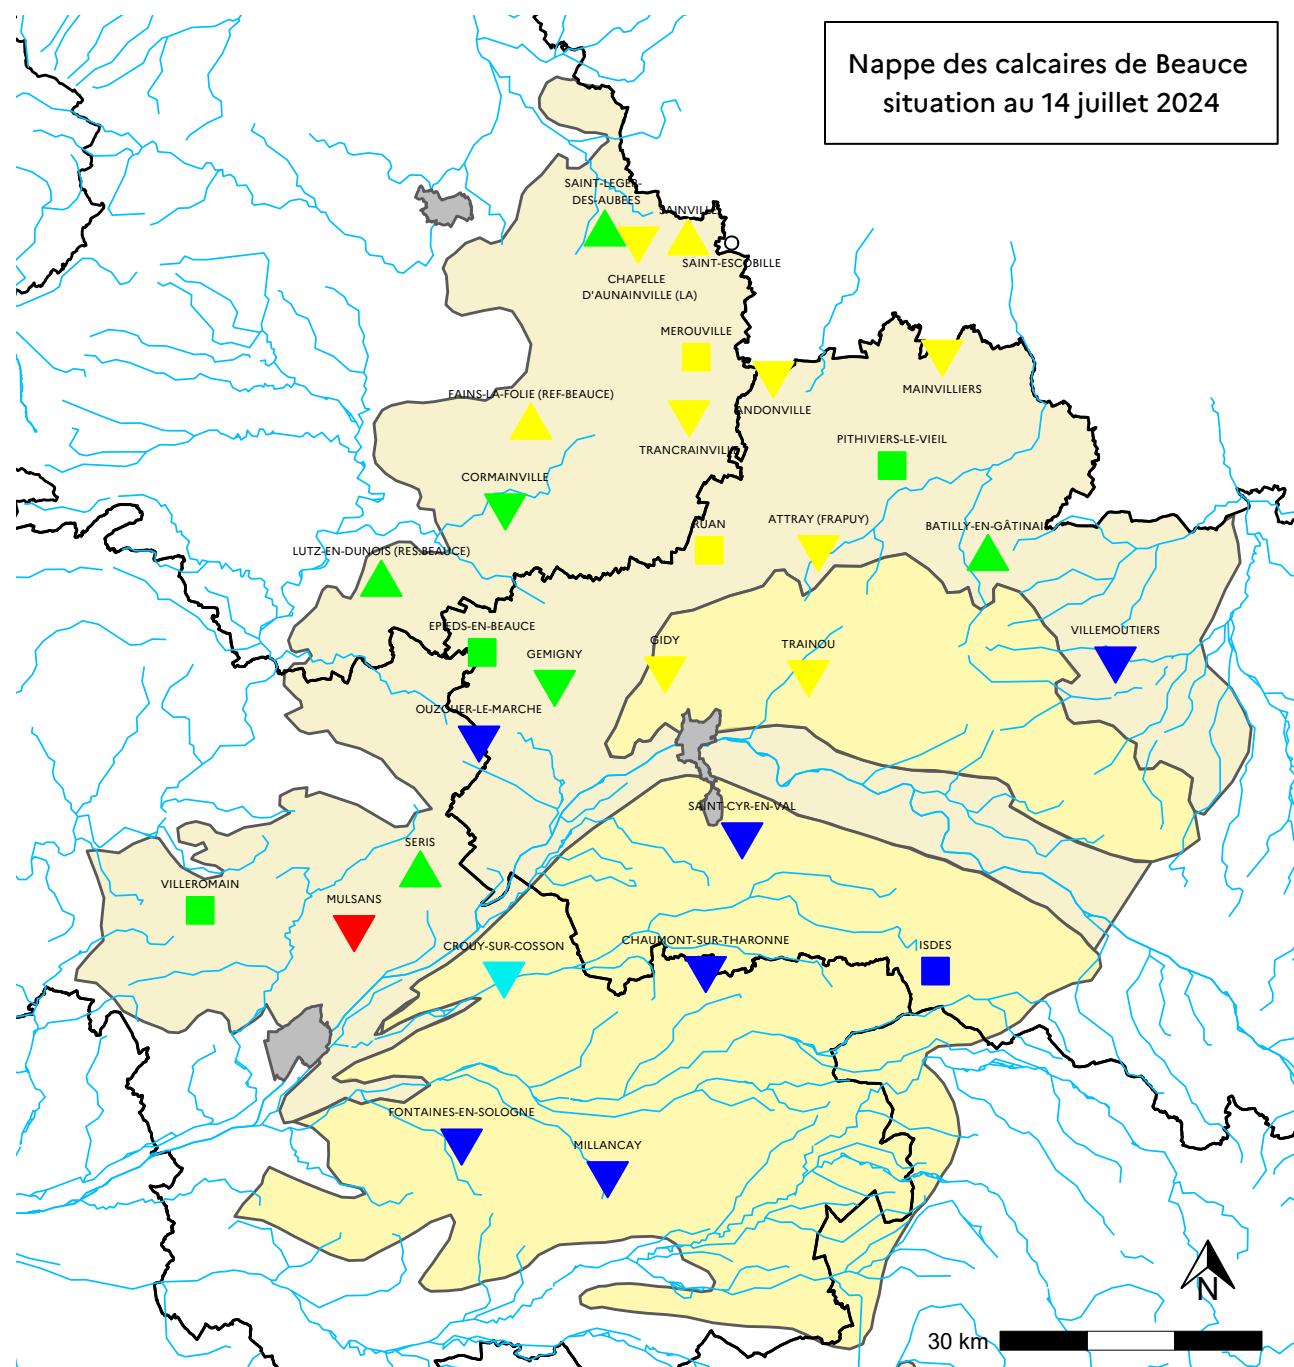 Nappe des calcaires de Beauce
situation au 14 juillet 2024
SAINT-LEGER-
DES-AUBEES
SAINVILLE
SAINT-ESCOBILLE
CHAPELLE
D'AUNAINVILLE (LA)
MEROUVILLE
MAINVILLIERS
FAINS-LA-FOLIE (REF-BEAUCE)
ANDONVILLE
TRANCRAINVILLE
PITHIVIERS-LE-VIEIL
CORMAINVILLE
RUAN
ATTRAY (FRAPUY)
BATILLY-EN-GÂTINAIS
LUTZ-EN-DUNOIS (RES.BEAUCE)
EPIEDS-EN-BEAUCE
GEMIGNY
GIDY
TRAINOU
VILLEMOUTIERS
OUZOUER-LE-MARCHE
SAINT-CYR-EN-VAL
SERIS
VILLEROMAIN
MULSANS
CROUY-SUR-COSSON
CHAUMONT-SUR-THARONNE
ISDES
FONTAINES-EN-SOLOGNE
MILLANCAY
N
30 km